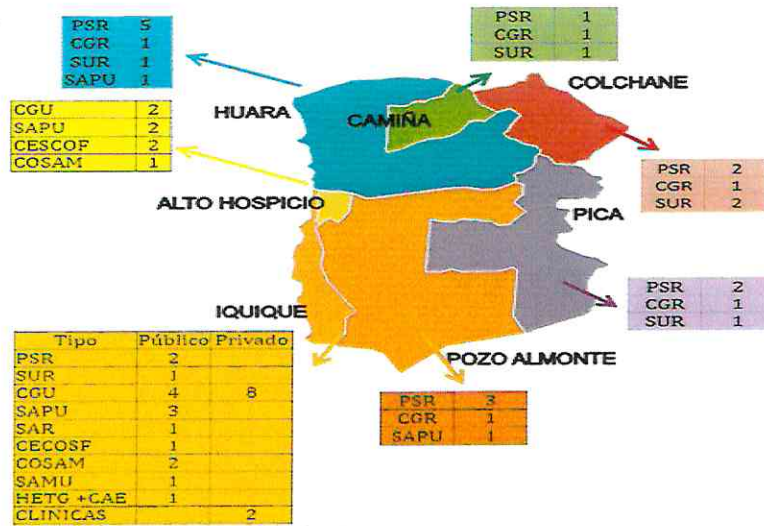 PSR 5
CGR 1
SUR 1
SAPU 1
PSR 1
CGR 1
SUR 1
COLCHANE
HUARA
CAMIÑA
CGU 2
SAPU 2
CESCOF 2
COSAM 1
PSR 2
CGR 1
SUR 2
ALTO HOSPICIO
PICA
PSR 2
CGR 1
SUR 1
IQUIQUE
POZO ALMONTE
Tipo Público Privado
PSR 2
SUR 1
CGU 4 8
SAPU 3
SAR 1
CECOSF 1
COSAM 2
SAMU 1
HETG +CAE 1
CLINICAS 2
PSR 3
CGR 1
SAPU 1